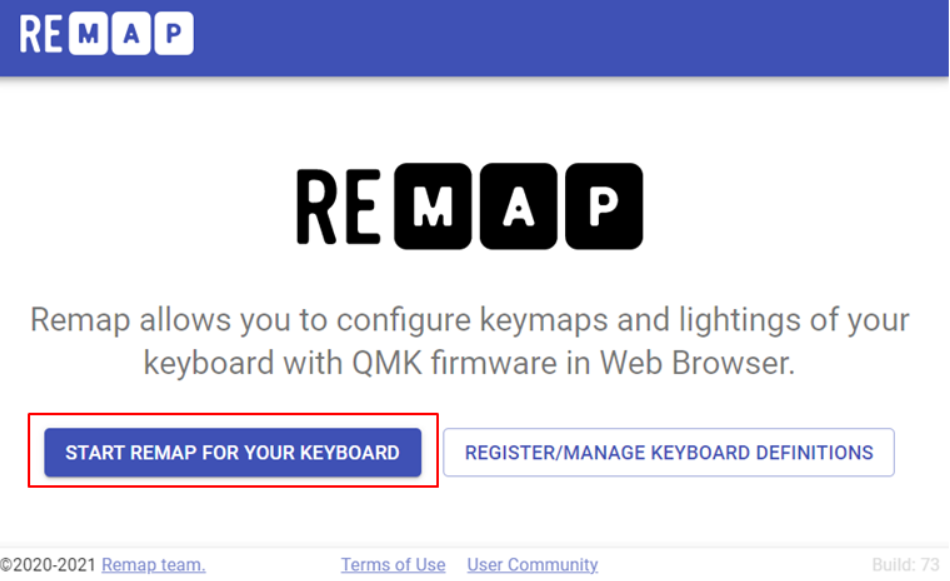 REMAP
REMAP
Remap allows you to configure keymaps and lightings of your
keyboard with QMK firmware in Web Browser.
START REMAP FOR YOUR KEYBOARD
REGISTER/MANAGE KEYBOARD DEFINITIONS
©2020-2021 Remap team. Terms of Use User Community Build: 73